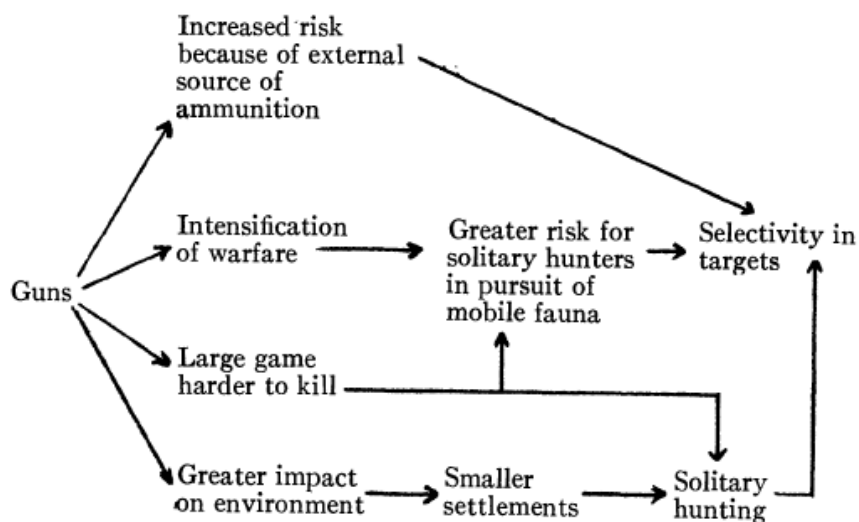 Increased risk
because of external
source of
ammunition
Intensification
of warfare
Greater risk for
solitary hunters
in pursuit of
mobile fauna
Selectivity in
targets
Guns
Large game
harder to kill
Greater impact
on environment
Smaller
settlements
Solitary
hunting